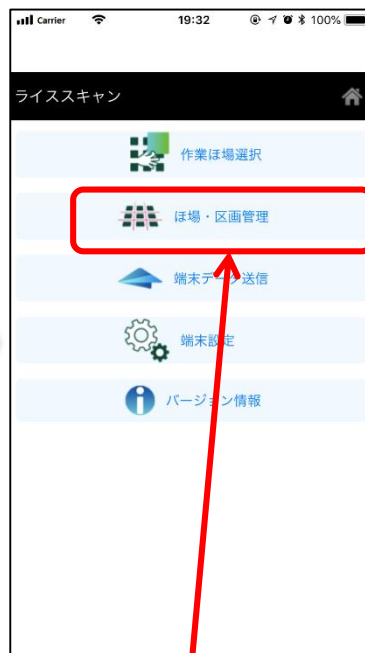 Carrier 19:32 100%
ライススキャン
作業ほ場選択
ほ場・区画管理
端末データ送信
端末設定
バージョン情報